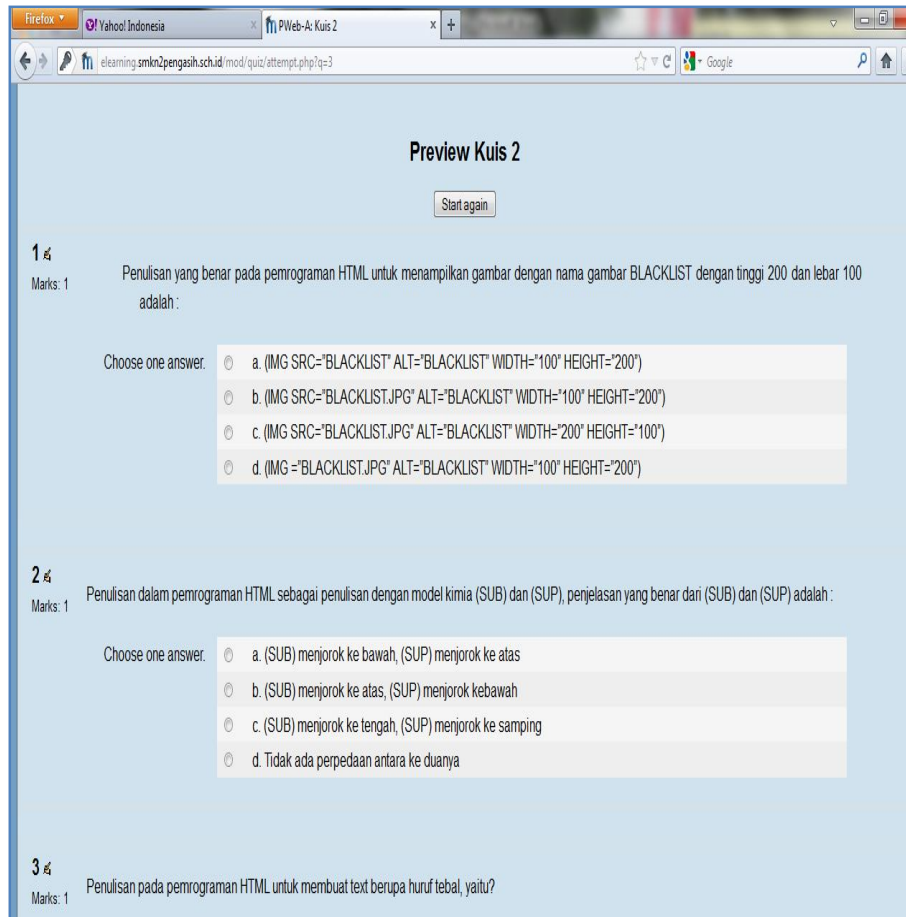 Firefox
Yahoo! Indonesia
PWeb-A: Kuis 2
elearning.smkn2pengasih.sch.id/mod/quiz/attempt.php?q=3
Google
Preview Kuis 2
Start again
1
Marks: 1
Penulisan yang benar pada pemrograman HTML untuk menampilkan gambar dengan nama gambar BLACKLIST dengan tinggi 200 dan lebar 100
adalah :
Choose one answer.
a. (IMG SRC="BLACKLIST" ALT="BLACKLIST" WIDTH="100" HEIGHT="200")
b. (IMG SRC="BLACKLIST.JPG" ALT="BLACKLIST" WIDTH="100" HEIGHT="200")
c. (IMG SRC="BLACKLIST.JPG" ALT="BLACKLIST" WIDTH="200" HEIGHT="100")
d. (IMG ="BLACKLIST.JPG" ALT="BLACKLIST" WIDTH="100" HEIGHT="200")
2
Marks: 1
Penulisan dalam pemrograman HTML sebagai penulisan dengan model kimia (SUB) dan (SUP), penjelasan yang benar dari (SUB) dan (SUP) adalah :
Choose one answer.
a. (SUB) menjorok ke bawah, (SUP) menjorok ke atas
b. (SUB) menjorok ke atas, (SUP) menjorok kebawah
c. (SUB) menjorok ke tengah, (SUP) menjorok ke samping
d. Tidak ada perpedaan antara ke duanya
3
Marks: 1
Penulisan pada pemrograman HTML untuk membuat text berupa huruf tebal, yaitu?